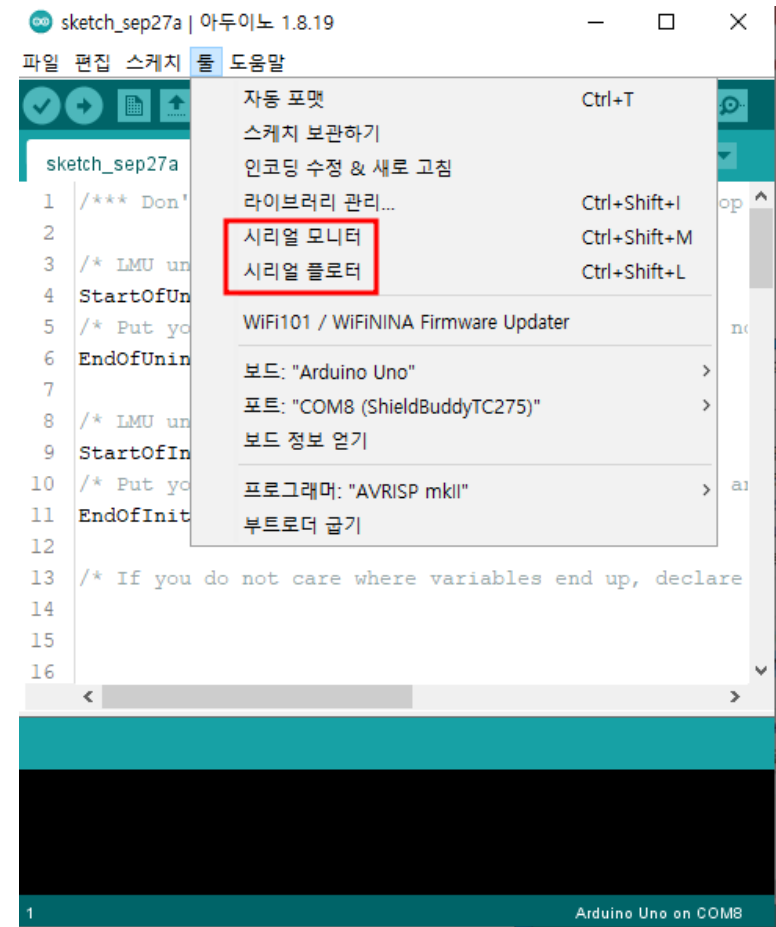 sketch_sep27a | 아두이노 1.8.19
파일 편집 스케치 툴 도움말
자동 포맷 Ctrl+T
스케치 보관하기
인코딩 수정 & 새로 고침
라이브러리 관리... Ctrl+Shift+I
시리얼 모니터 Ctrl+Shift+M
시리얼 플로터 Ctrl+Shift+L
WiFi101 / WiFiNINA Firmware Updater
보드: "Arduino Uno"
포트: "COM8 (ShieldBuddyTC275)"
보드 정보 얻기
프로그래머: "AVRISP mkII"
부트로더 굽기
sketch_sep27a
1 /*** Don' op
2
3 /* LMU un
4 StartOfUn
5 /* Put yo no
6 EndOfUnin
7
8 /* LMU un
9 StartOfIn
10 /* Put yo an
11 EndOfInit
12
13 /* If you do not care where variables end up, declare
14
15
16
1 Arduino Uno on COM8